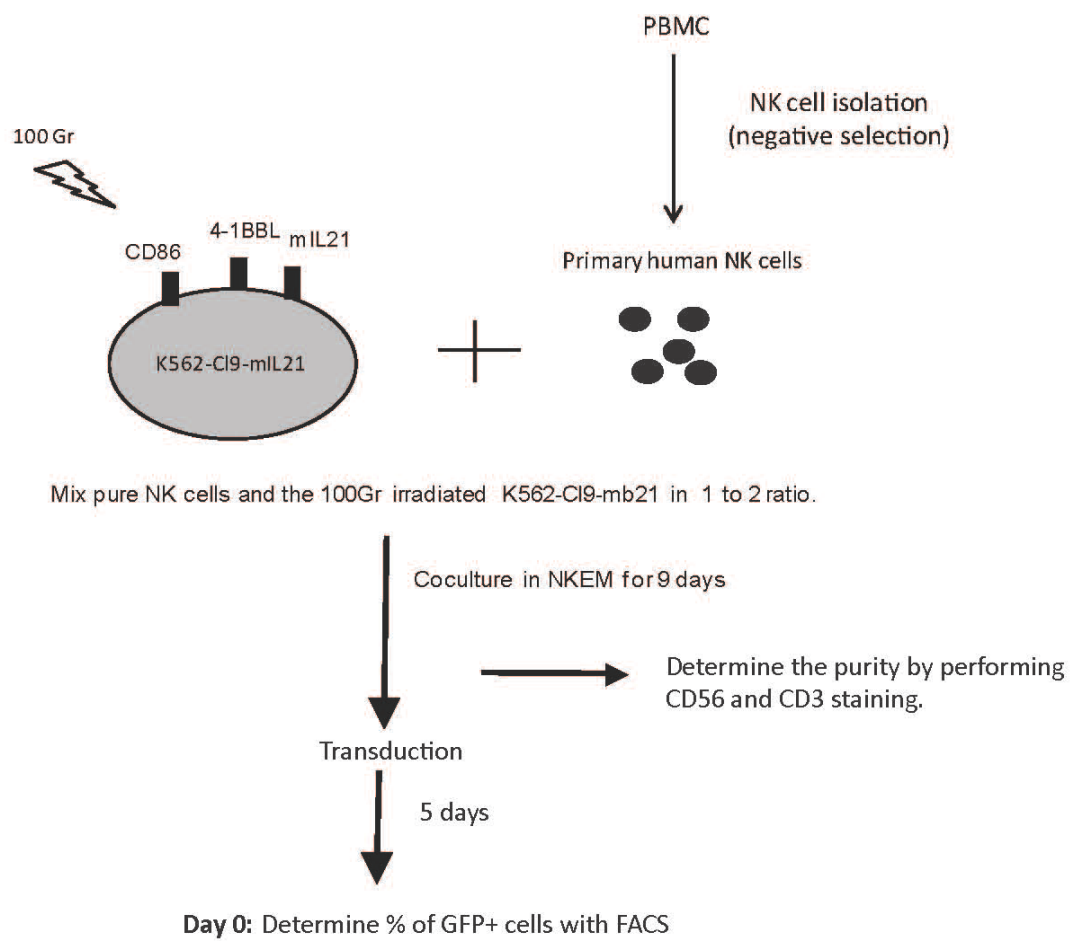 PBMC
NK cell isolation
(negative selection)
100 Gr
4-1BBL
mIL21
CD86
Primary human NK cells
K562-Cl9-mIL21
Mix pure NK cells and the 100Gr irradiated K562-Cl9-mb21 in 1 to 2 ratio.
Coculture in NKEM for 9 days
Determine the purity by performing
CD56 and CD3 staining.
Transduction
5 days
Day 0: Determine % of GFP+ cells with FACS